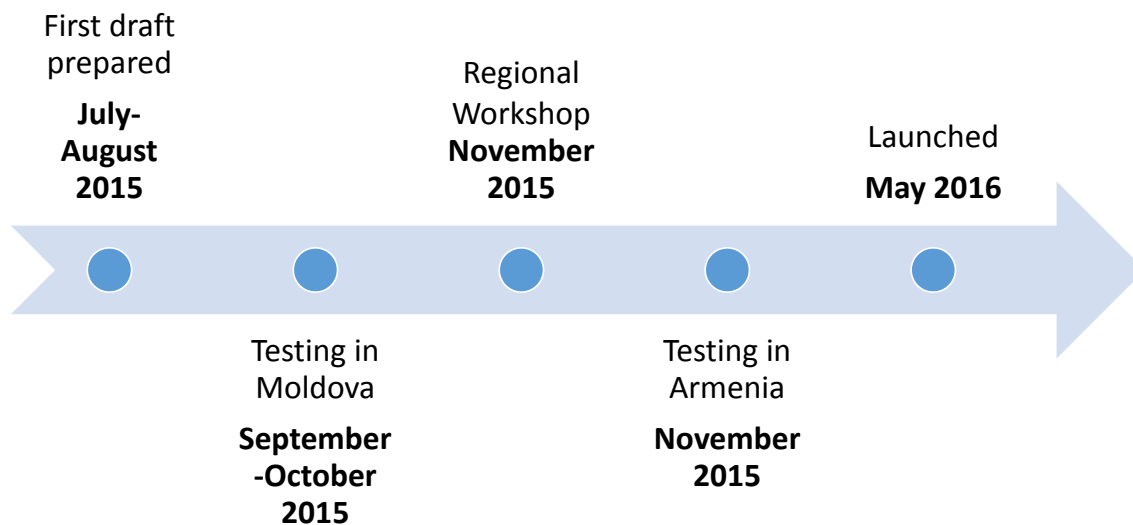 First draft
prepared
July-
August
2015
Testing in
Moldova
September
-October
2015
Regional
Workshop
November
2015
Testing in
Armenia
November
2015
Launched
May 2016